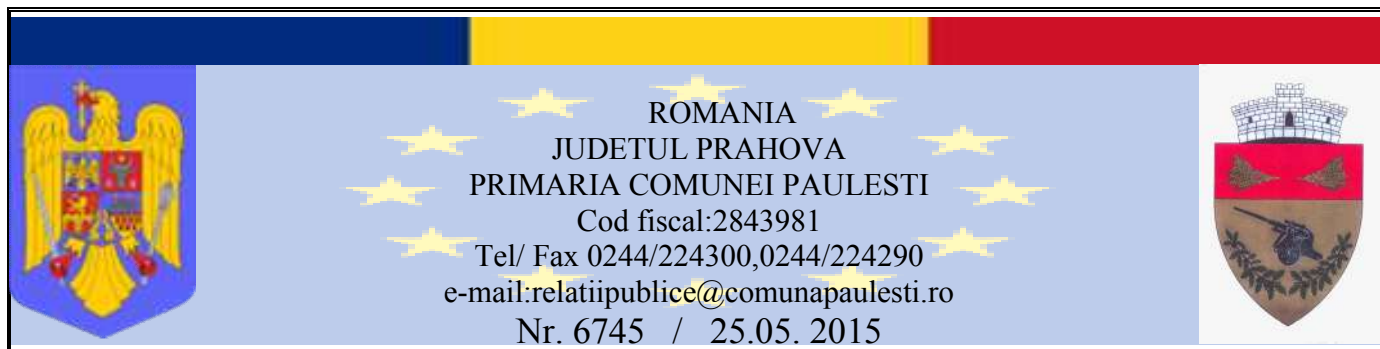 ROMANIA
JUDETUL PRAHOVA
PRIMARIA COMUNEI PAULESTI
Cod fiscal:2843981
Tel/ Fax 0244/224300,0244/224290
e-mail:relatiipublice@comunapaulesti.ro
Nr. 6745 / 25.05. 2015